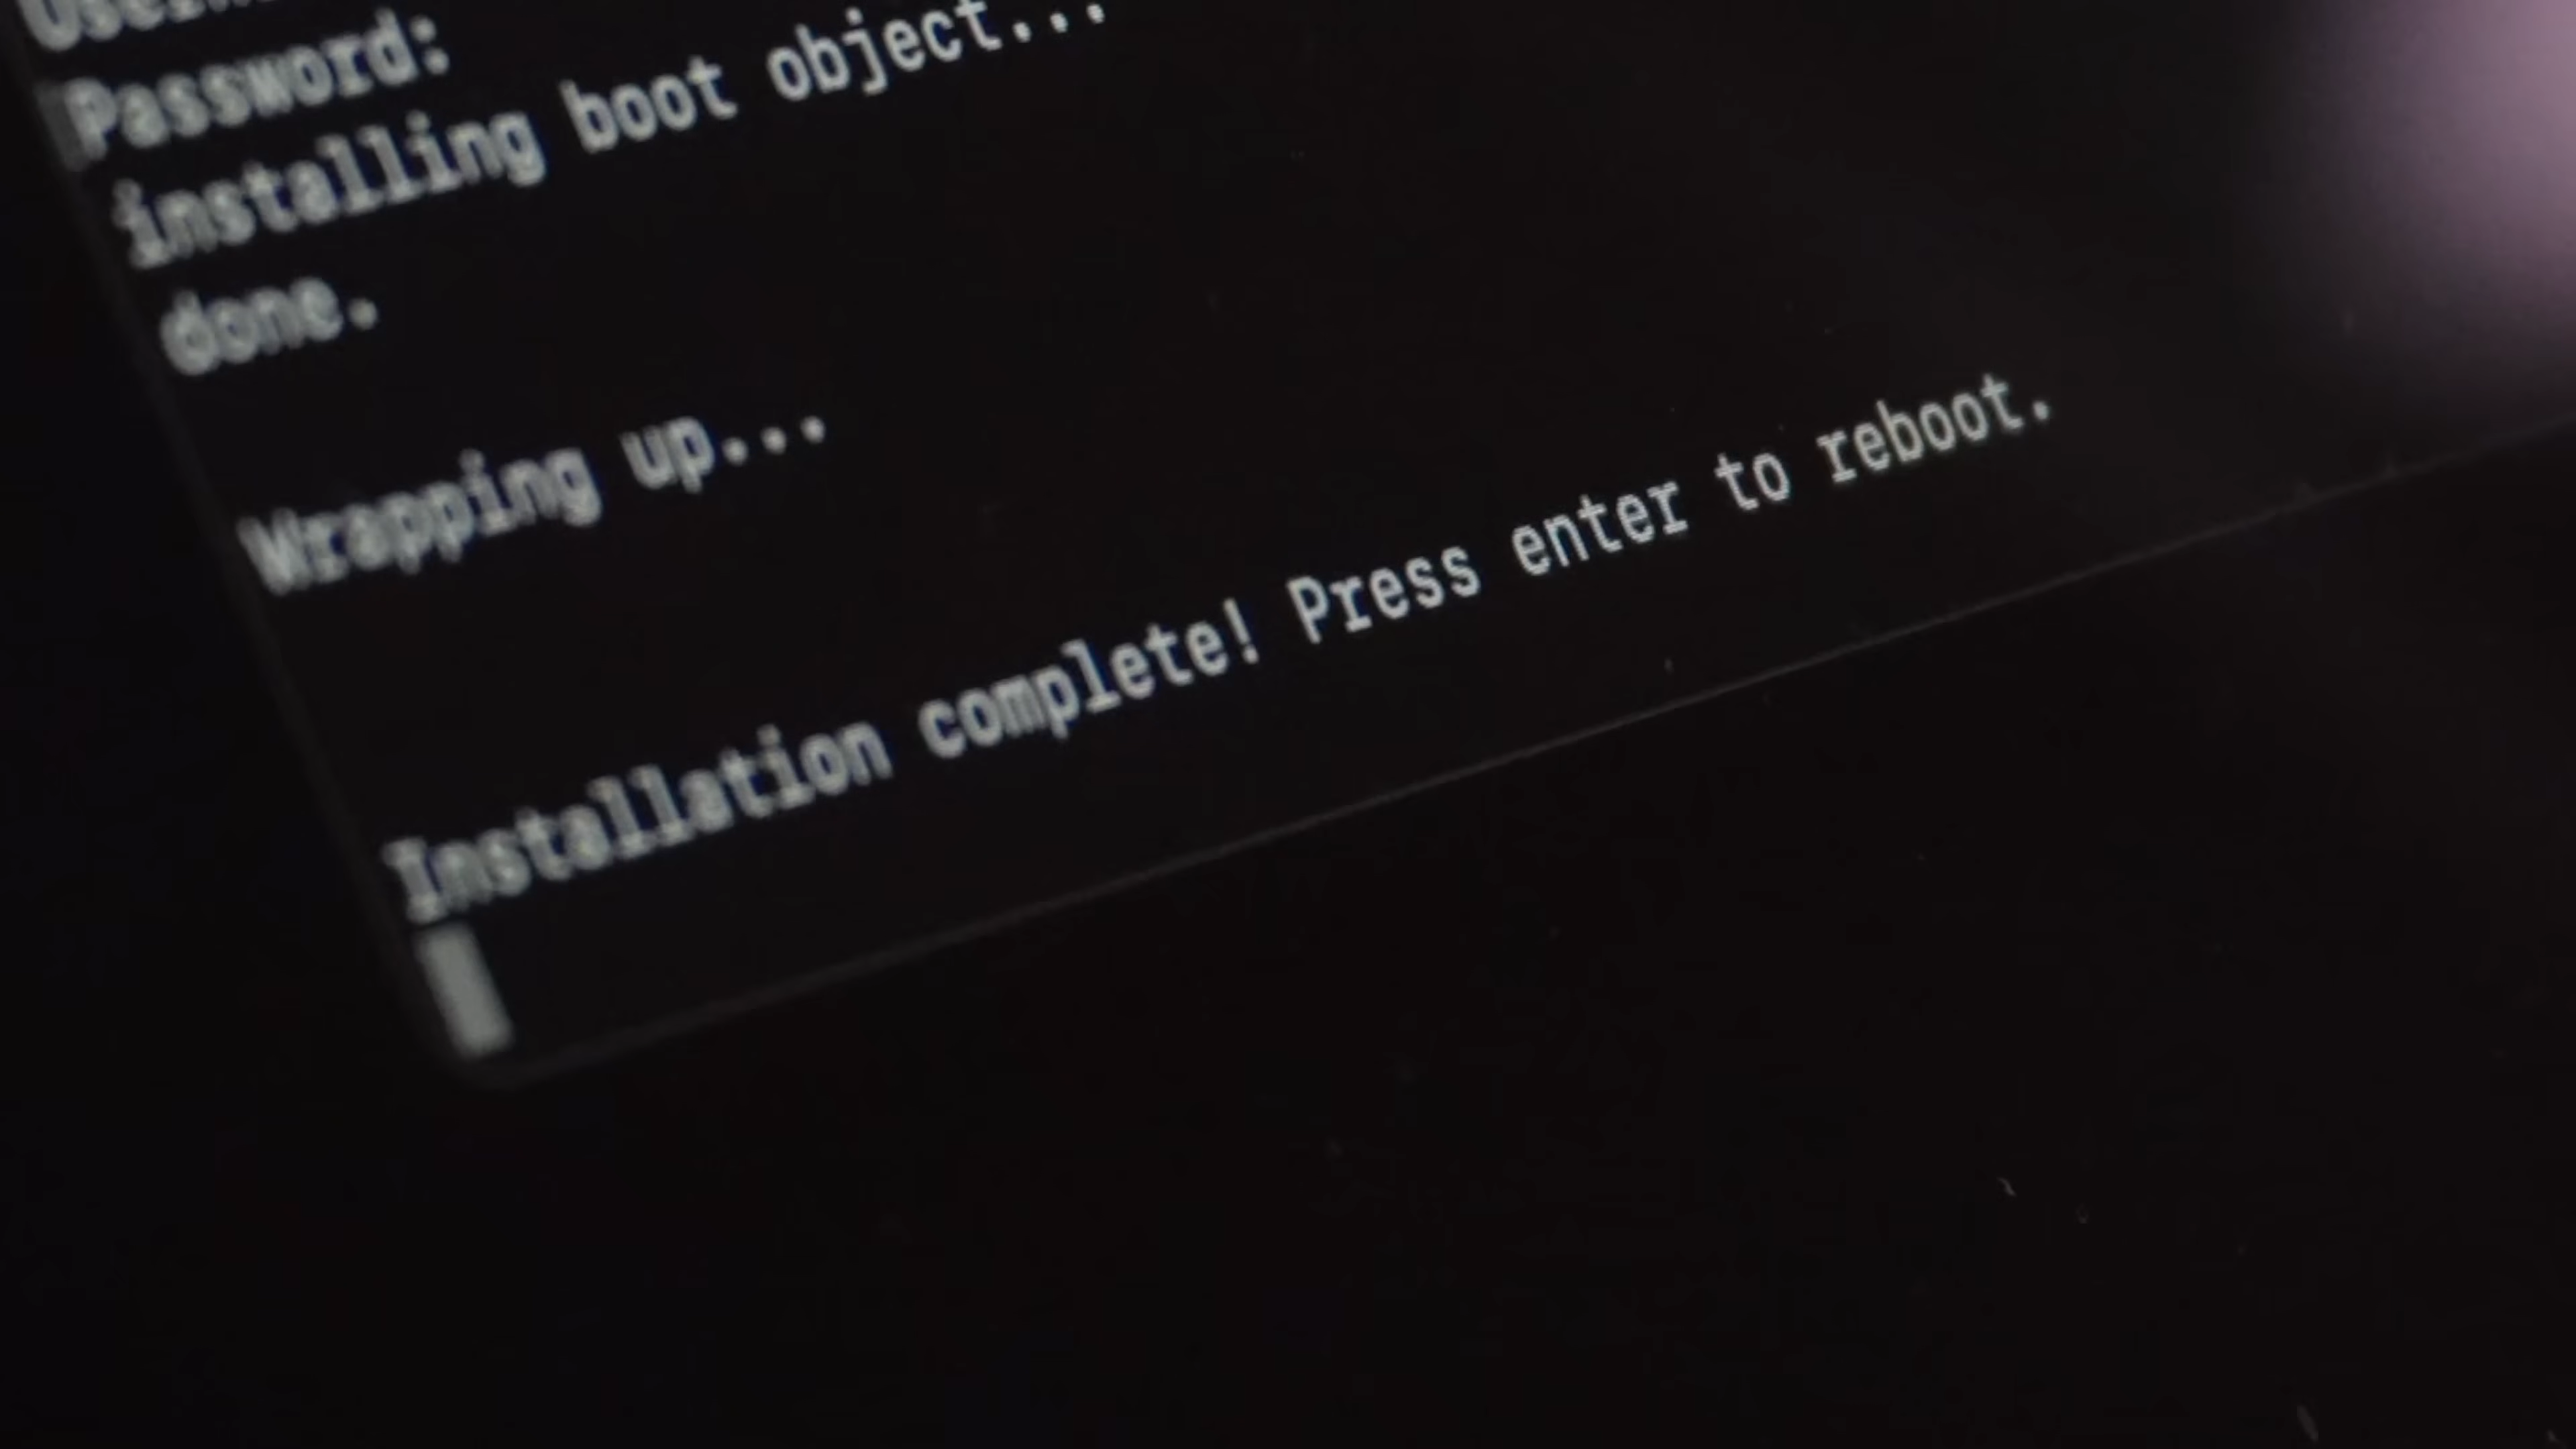 Password:
installing boot object...
done.
Wrapping up...
Installation complete! Press enter to reboot.